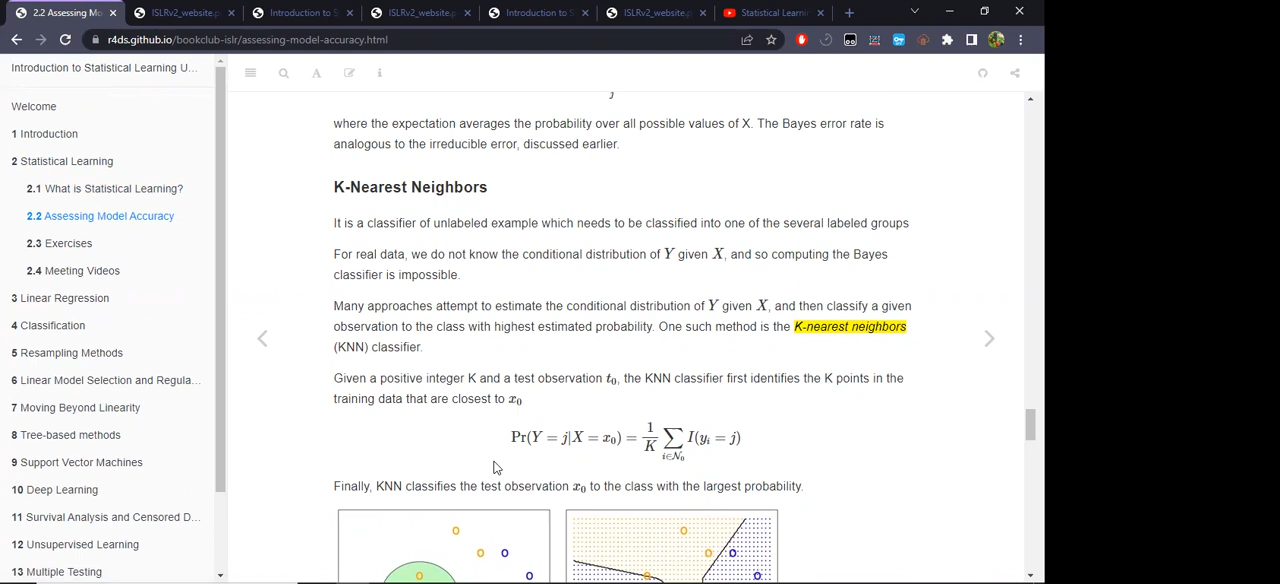 2.2 Assessing Mo
ISLRv2_website.p
Introduction to S
ISLRv2_website.p
Introduction to S
ISLRv2_website.p
Statistical Learni
r4ds.github.io/bookclub-islr/assessing-model-accuracy.html
Introduction to Statistical Learning U...
Welcome
1 Introduction
2 Statistical Learning
2.1 What is Statistical Learning?
2.2 Assessing Model Accuracy
2.3 Exercises
2.4 Meeting Videos
3 Linear Regression
4 Classification
5 Resampling Methods
6 Linear Model Selection and Regula...
7 Moving Beyond Linearity
8 Tree-based methods
9 Support Vector Machines
10 Deep Learning
11 Survival Analysis and Censored D...
12 Unsupervised Learning
13 Multiple Testing
j
where the expectation averages the probability over all possible values of X. The Bayes error rate is
analogous to the irreducible error, discussed earlier.
K-Nearest Neighbors
It is a classifier of unlabeled example which needs to be classified into one of the several labeled groups
For real data, we do not know the conditional distribution of Y given X, and so computing the Bayes
classifier is impossible.
Many approaches attempt to estimate the conditional distribution of Y given X, and then classify a given
observation to the class with highest estimated probability. One such method is the K-nearest neighbors
(KNN) classifier.
Given a positive integer K and a test observation t₀, the KNN classifier first identifies the K points in the
training data that are closest to x₀
Pr(Y = j|X = x₀) = 1/K ∑ i∈N₀ I(yᵢ = j)
Finally, KNN classifies the test observation x₀ to the class with the largest probability.